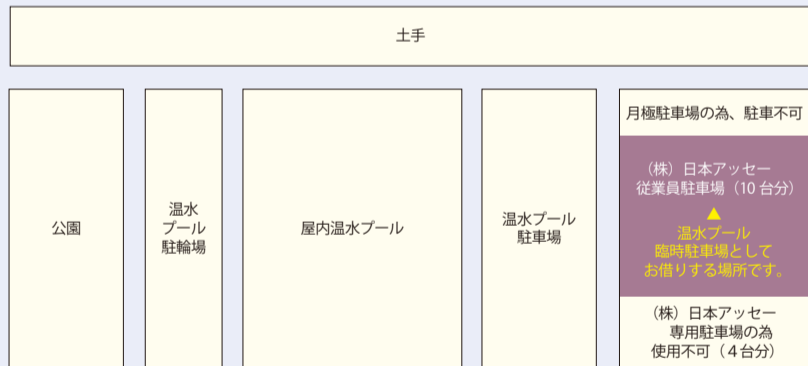 土手
公園
温水
プール
駐輪場
屋内温水プール
温水プール
駐車場
月極駐車場の為、駐車不可
（株）日本アッセー
従業員駐車場（10 台分）
▲
温水プール
臨時駐車場として
お借りする場所です。
（株）日本アッセー
専用駐車場の為
使用不可（４台分）